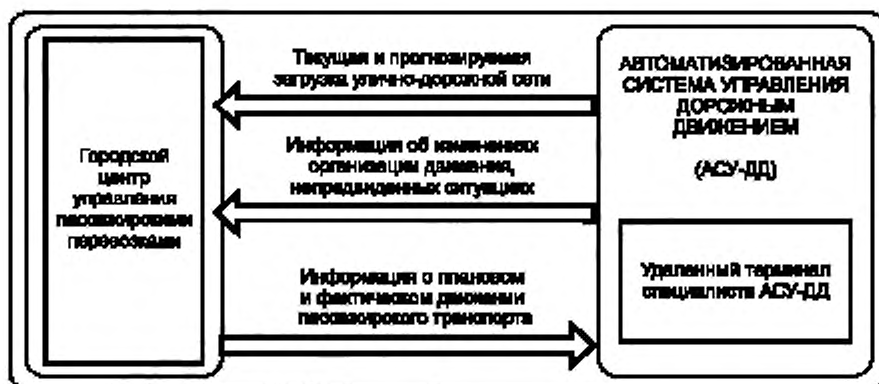 Текущая и прогнозируемая
загрузка улично-дорожной сети
Информация об изменениях
организации движения,
непредвиденных ситуациях
Информация о плановом
и фактическом движении
пассажирского транспорта
Городской
центр
управления
пассажирскими
перевозками
АВТОМАТИЗИРОВАННАЯ
СИСТЕМА УПРАВЛЕНИЯ
ДОРОЖНЫМ
ДВИЖЕНИЕМ
(АСУ-ДД)
Удаленный терминал
специалиста АСУ-ДД